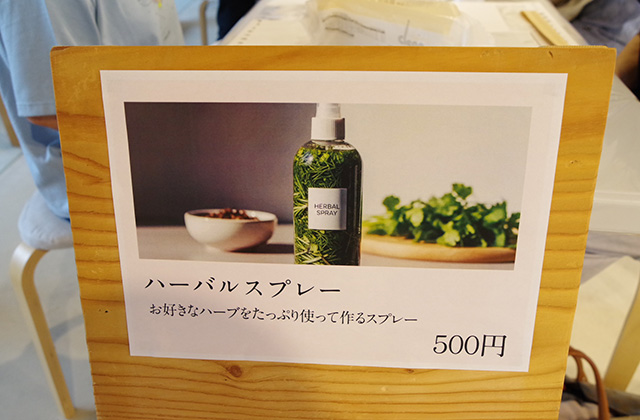 HERBAL
SPRAY
ハーバルスプレー
お好きなハーブをたっぷり使って作るスプレー
500円